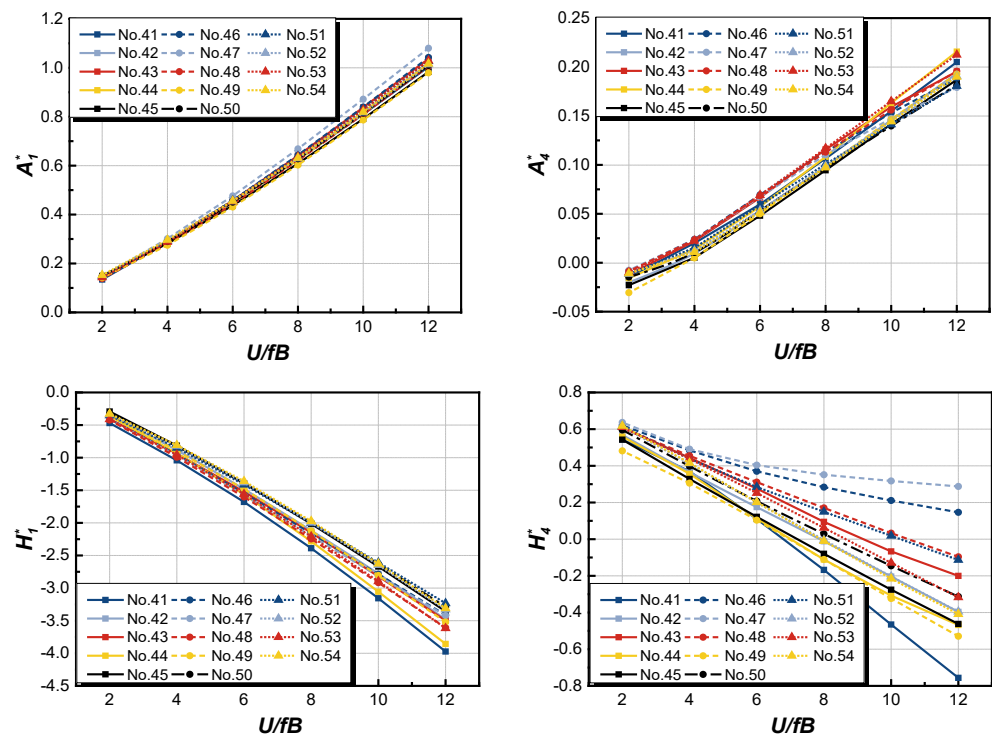 A₁*
1.2
1.0
0.8
0.6
0.4
0.2
0.0
No.41 No.46 No.51
No.42 No.47 No.52
No.43 No.48 No.53
No.44 No.49 No.54
No.45 No.50
2 4 6 8 10 12
U/fB
A₄*
0.25
0.20
0.15
0.10
0.05
0.00
-0.05
No.41 No.46 No.51
No.42 No.47 No.52
No.43 No.48 No.53
No.44 No.49 No.54
No.45 No.50
2 4 6 8 10 12
U/fB
H₁*
0.0
-0.5
-1.0
-1.5
-2.0
-2.5
-3.0
-3.5
-4.0
-4.5
No.41 No.46 No.51
No.42 No.47 No.52
No.43 No.48 No.53
No.44 No.49 No.54
No.45 No.50
2 4 6 8 10 12
U/fB
H₄*
0.8
0.6
0.4
0.2
0.0
-0.2
-0.4
-0.6
-0.8
No.41 No.46 No.51
No.42 No.47 No.52
No.43 No.48 No.53
No.44 No.49 No.54
No.45 No.50
2 4 6 8 10 12
U/fB